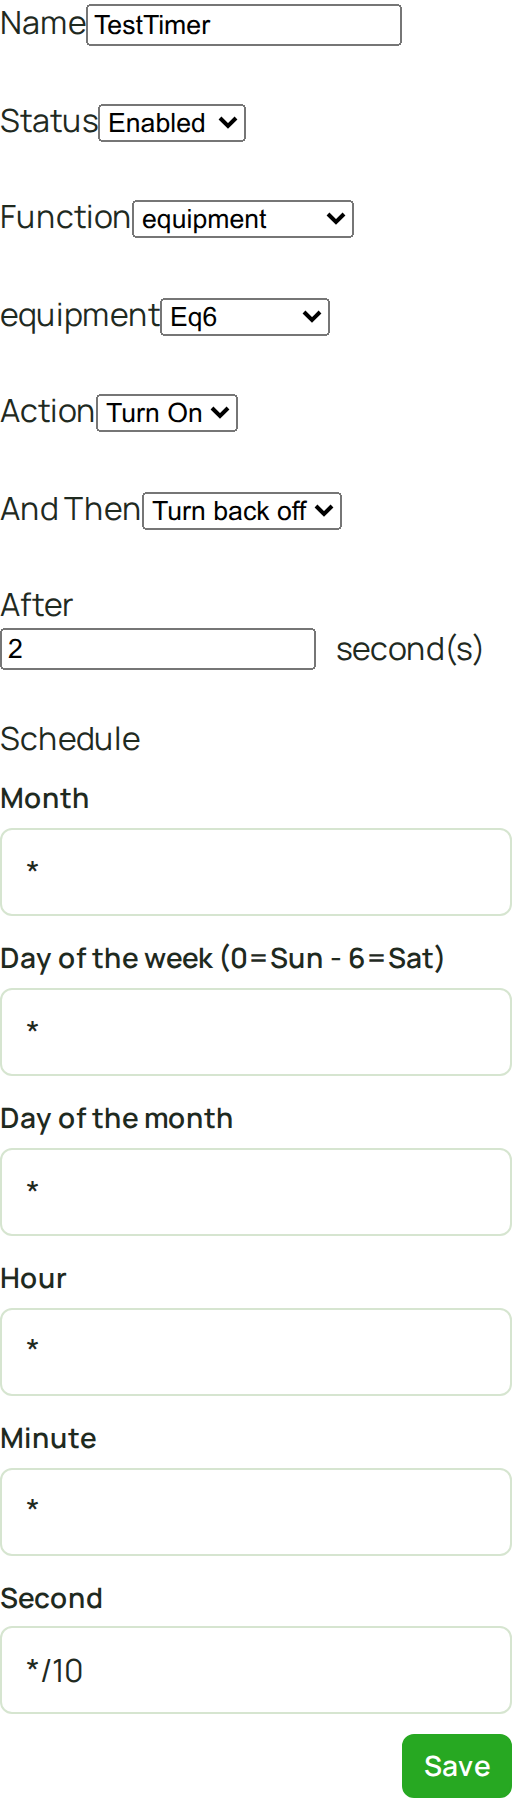 Name TestTimer
Status Enabled
Function equipment
equipment Eq6
Action Turn On
And Then Turn back off
After
2 second(s)
Schedule
Month
*
Day of the week (0=Sun - 6=Sat)
*
Day of the month
*
Hour
*
Minute
*
Second
*/10
Save